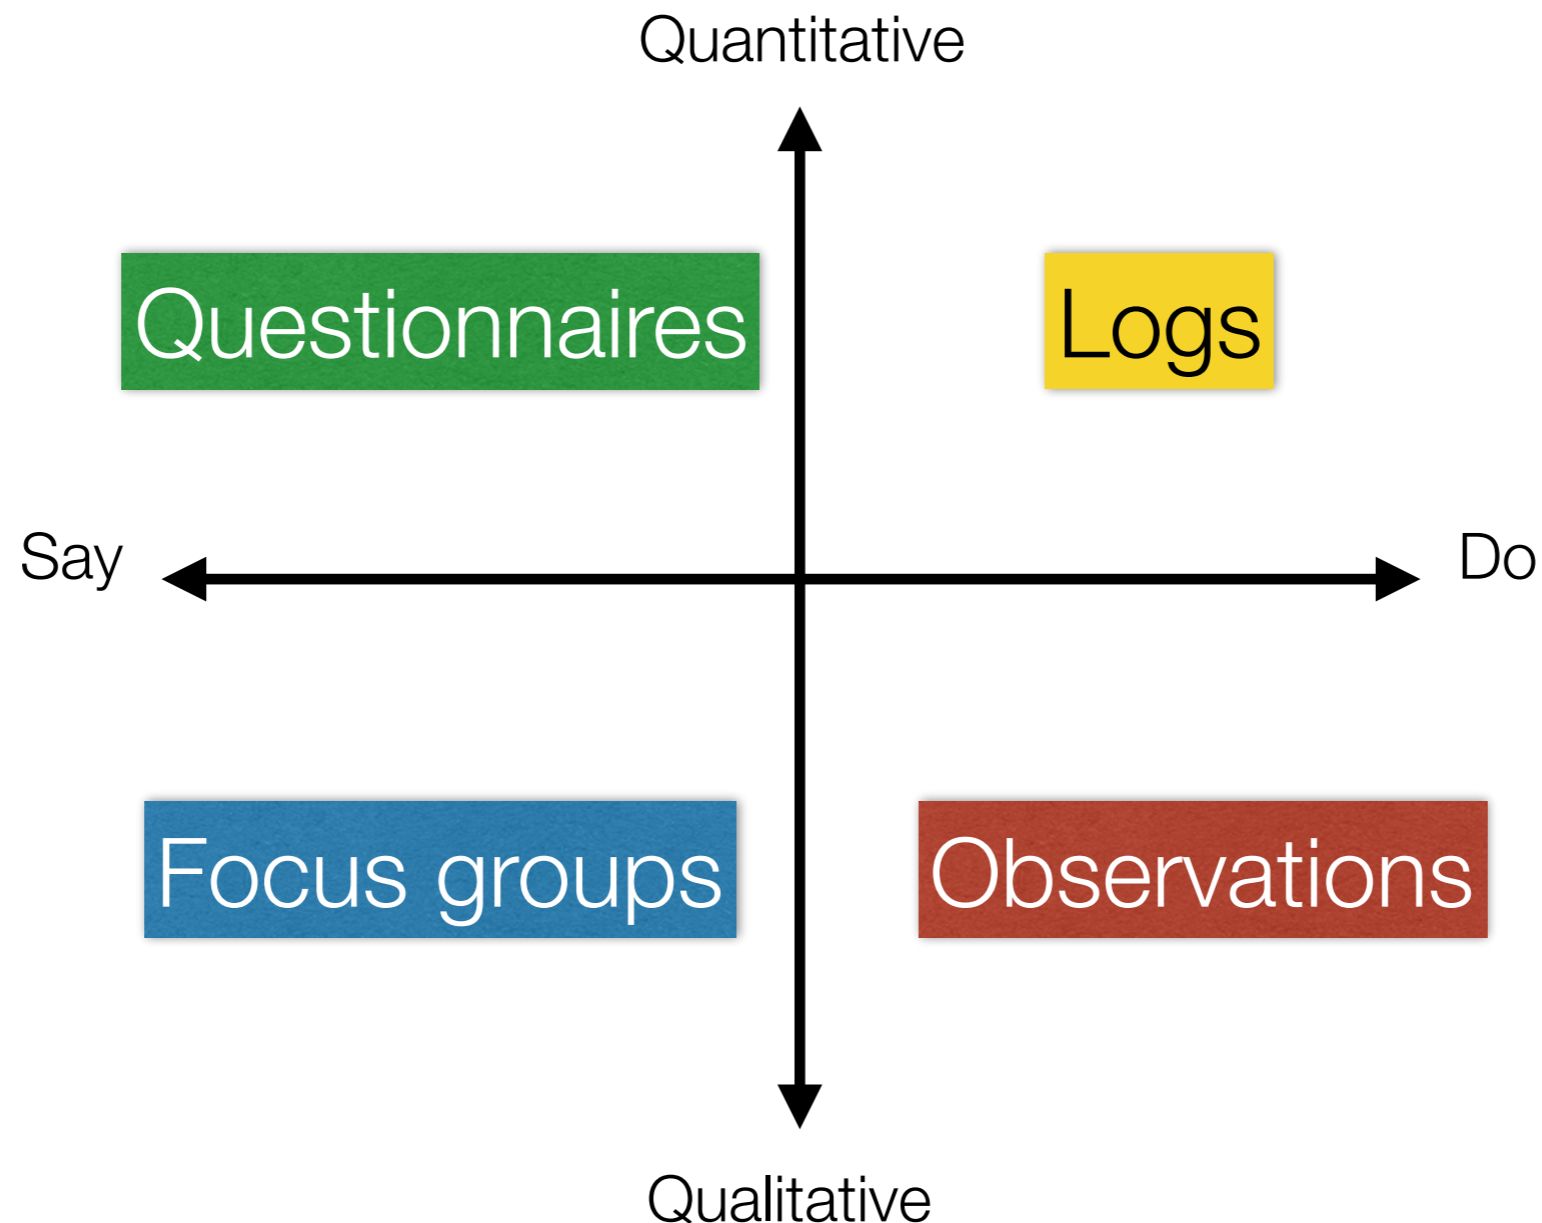 Quantitative
Questionnaires
Logs
Say
Do
Focus groups
Observations
Qualitative